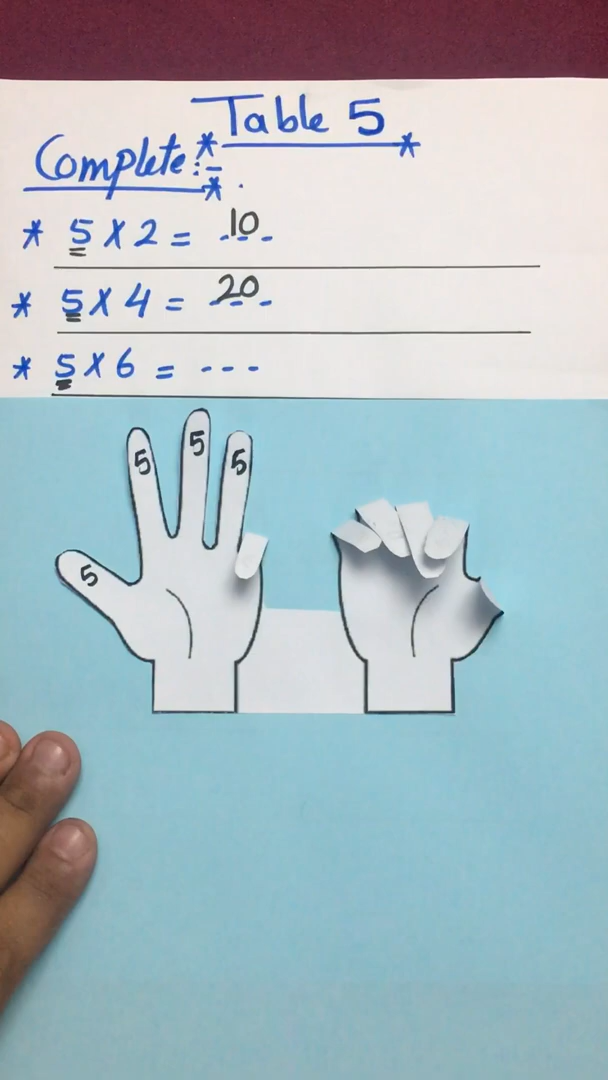 Table 5
Complete:-
* 5 X 2 = 10
* 5 X 4 = 20
* 5 X 6 = ---
5 5 5
5